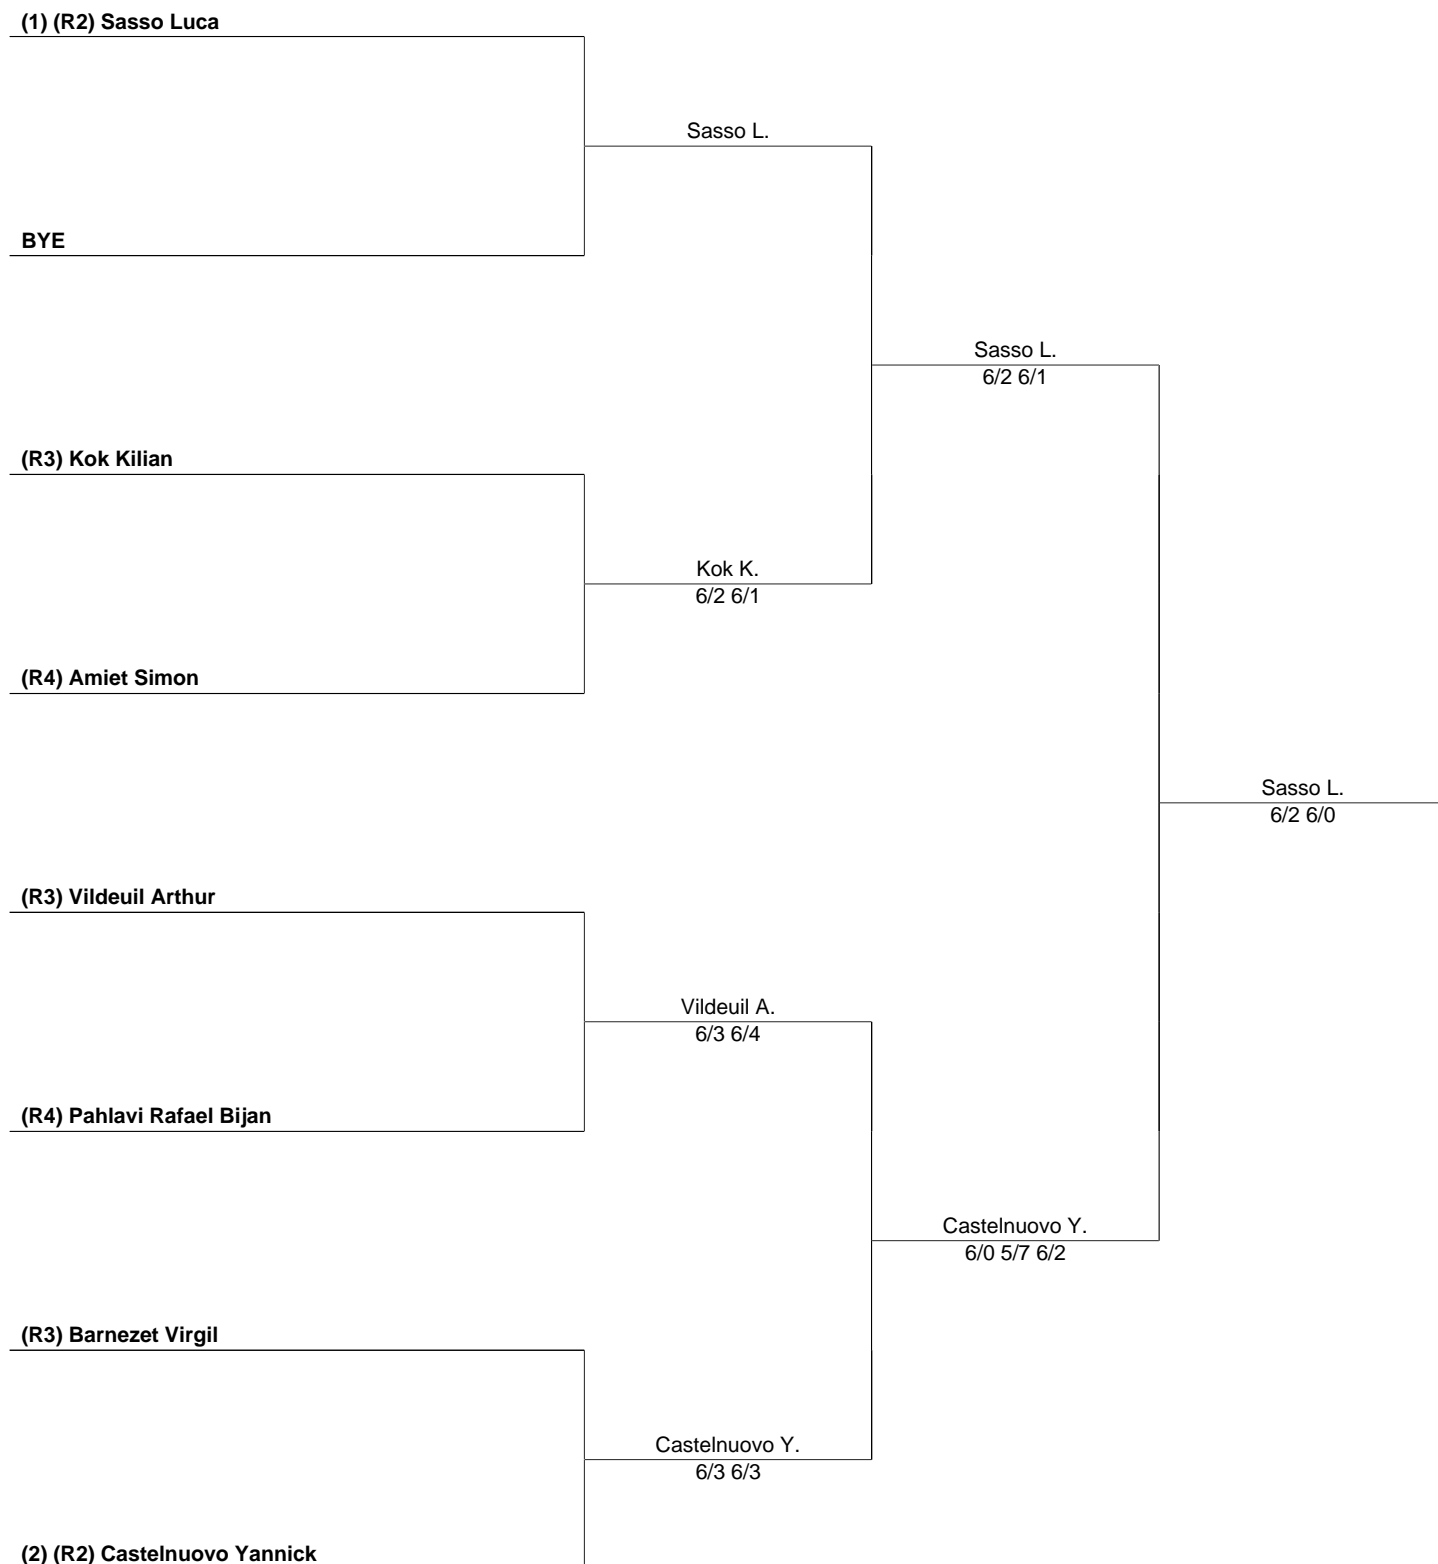 (1) (R2) Sasso Luca
Sasso L.
BYE
Sasso L.
6/2 6/1
(R3) Kok Kilian
Kok K.
6/2 6/1
(R4) Amiet Simon
Sasso L.
6/2 6/0
(R3) Vildeuil Arthur
Vildeuil A.
6/3 6/4
(R4) Pahlavi Rafael Bijan
Castelnuovo Y.
6/0 5/7 6/2
(R3) Barnezet Virgil
Castelnuovo Y.
6/3 6/3
(2) (R2) Castelnuovo Yannick